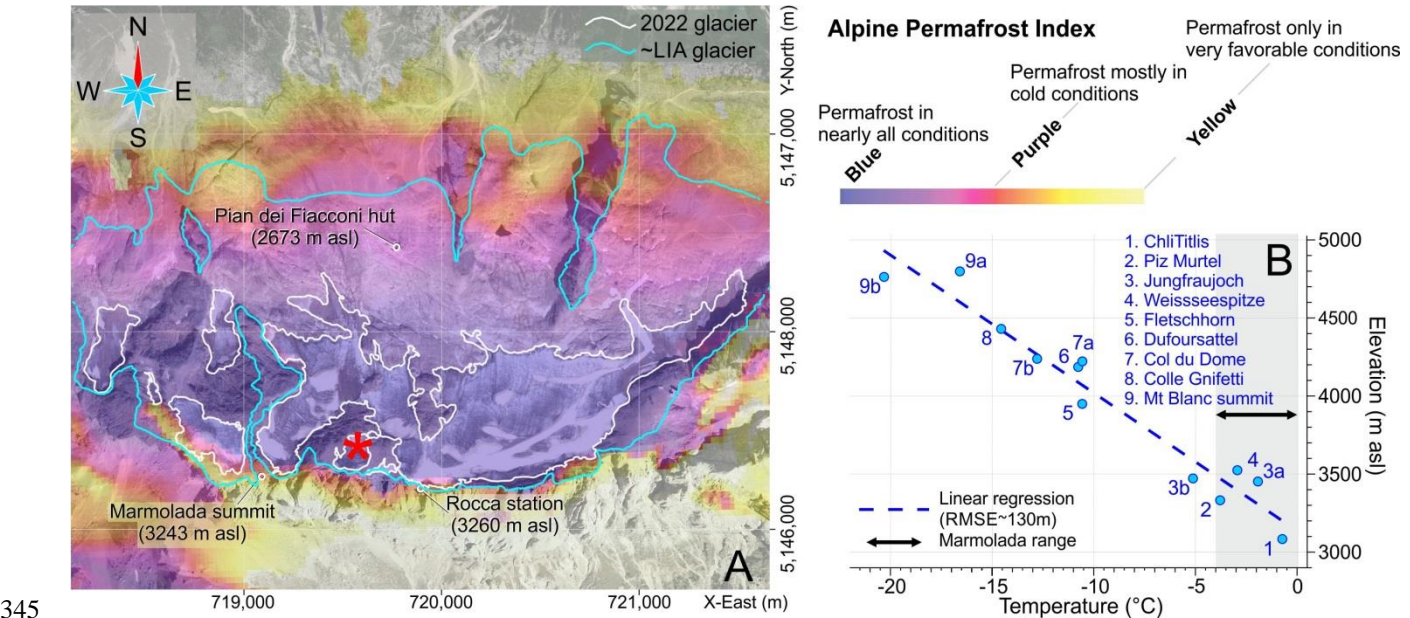 345
N
W
E
S
2022 glacier
~LIA glacier
Y-North (m)
5,147,000
5,148,000
5,146,000
Pian dei Fiacconi hut
(2673 m asl)
Marmolada summit
(3243 m asl)
Rocca station
(3260 m asl)
A
719,000
720,000
721,000
X-East (m)
Alpine Permafrost Index
Permafrost only in
very favorable conditions
Permafrost mostly in
cold conditions
Permafrost in
nearly all conditions
Blue
Purple
Yellow
B
1. ChliTitlis
2. Piz Murtel
3. Jungfraujoch
4. Weissseespitze
5. Fletschhorn
6. Dufoursattel
7. Col du Dome
8. Colle Gnifetti
9. Mt Blanc summit
9b
9a
8
7b
6
7a
5
4
3a
3b
2
1
Linear regression
(RMSE~130m)
Marmolada range
5000
4500
4000
3500
3000
Elevation (m asl)
-20
-15
-10
-5
0
Temperature (°C)